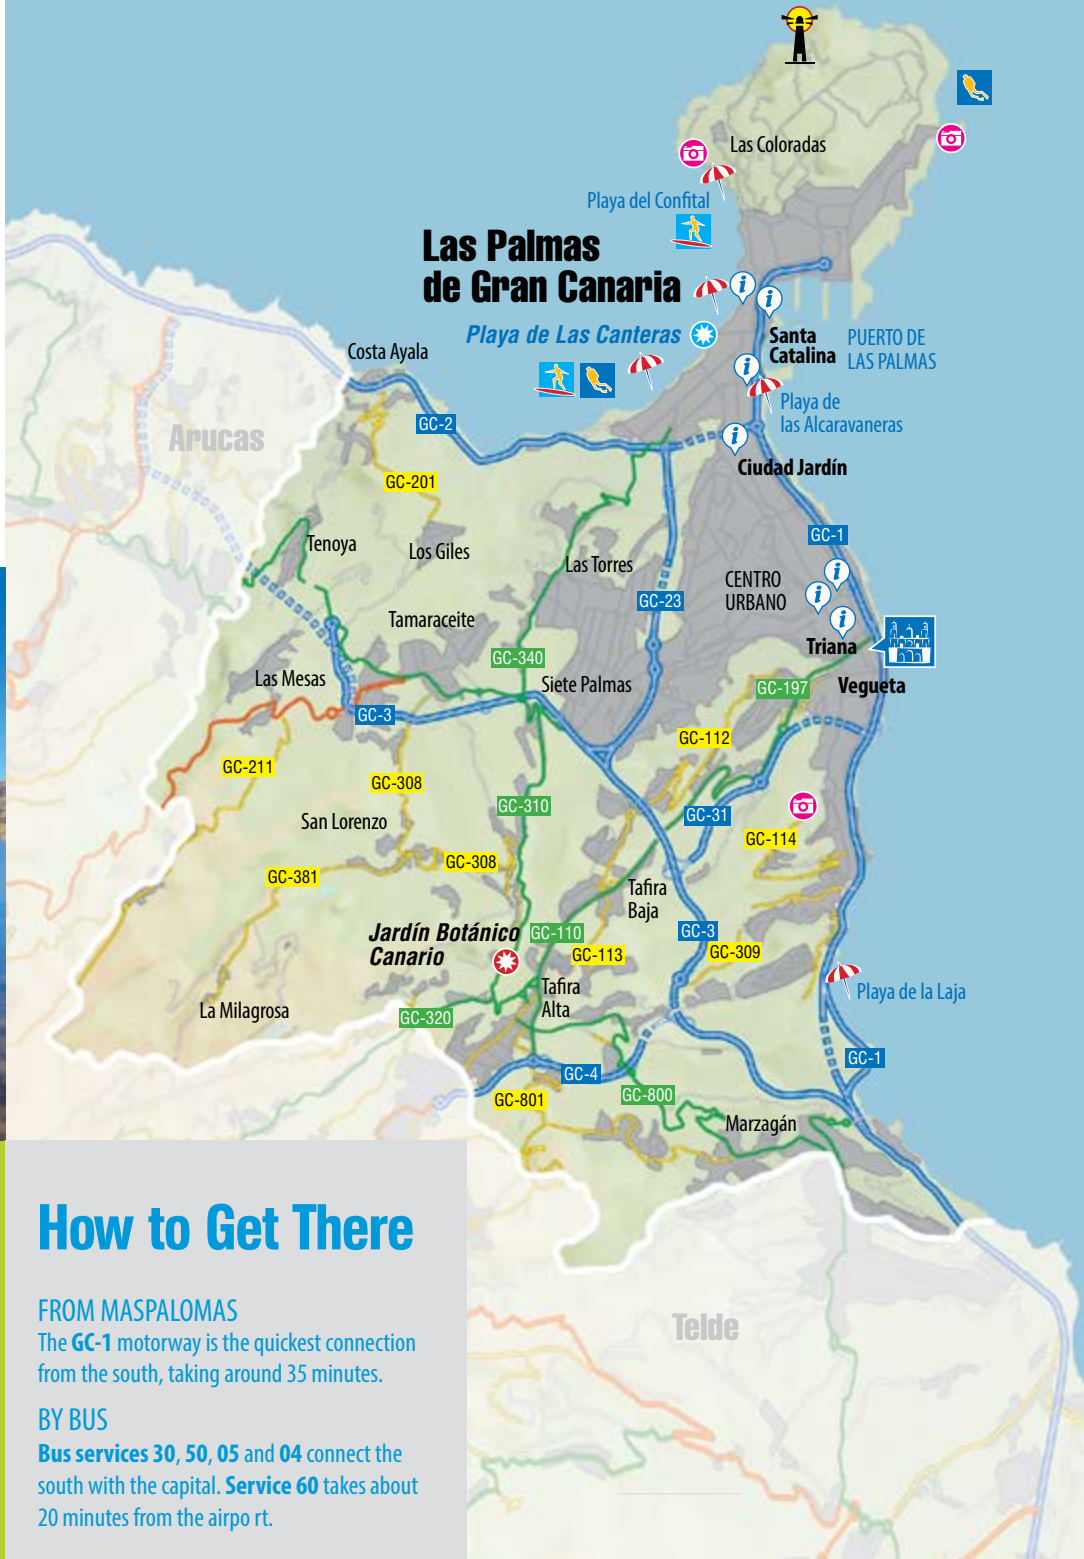 Las Coloradas
Playa del Confital
Las Palmas
de Gran Canaria
Playa de Las Canteras
Santa
Catalina
PUERTO DE
LAS PALMAS
Costa Ayala
Playa de
las Alcaravaneras
GC-2
Arucas
Ciudad Jardín
GC-201
GC-1
Tenoya
Los Giles
Las Torres
CENTRO
URBANO
GC-23
Tamaraceite
Triana
GC-340
Las Mesas
Siete Palmas
GC-197
Vegueta
GC-3
GC-112
GC-211
GC-308
GC-310
GC-31
San Lorenzo
GC-114
GC-308
GC-381
Tafira
Baja
Jardín Botánico
Canario
GC-110
GC-3
GC-113
GC-309
Tafira
Alta
Playa de la Laja
La Milagrosa
GC-320
GC-1
GC-4
GC-801
GC-800
Marzagán
Telde
How to Get There
FROM MASPALOMAS
The GC-1 motorway is the quickest connection
from the south, taking around 35 minutes.
BY BUS
Bus services 30, 50, 05 and 04 connect the
south with the capital. Service 60 takes about
20 minutes from the airpo rt.